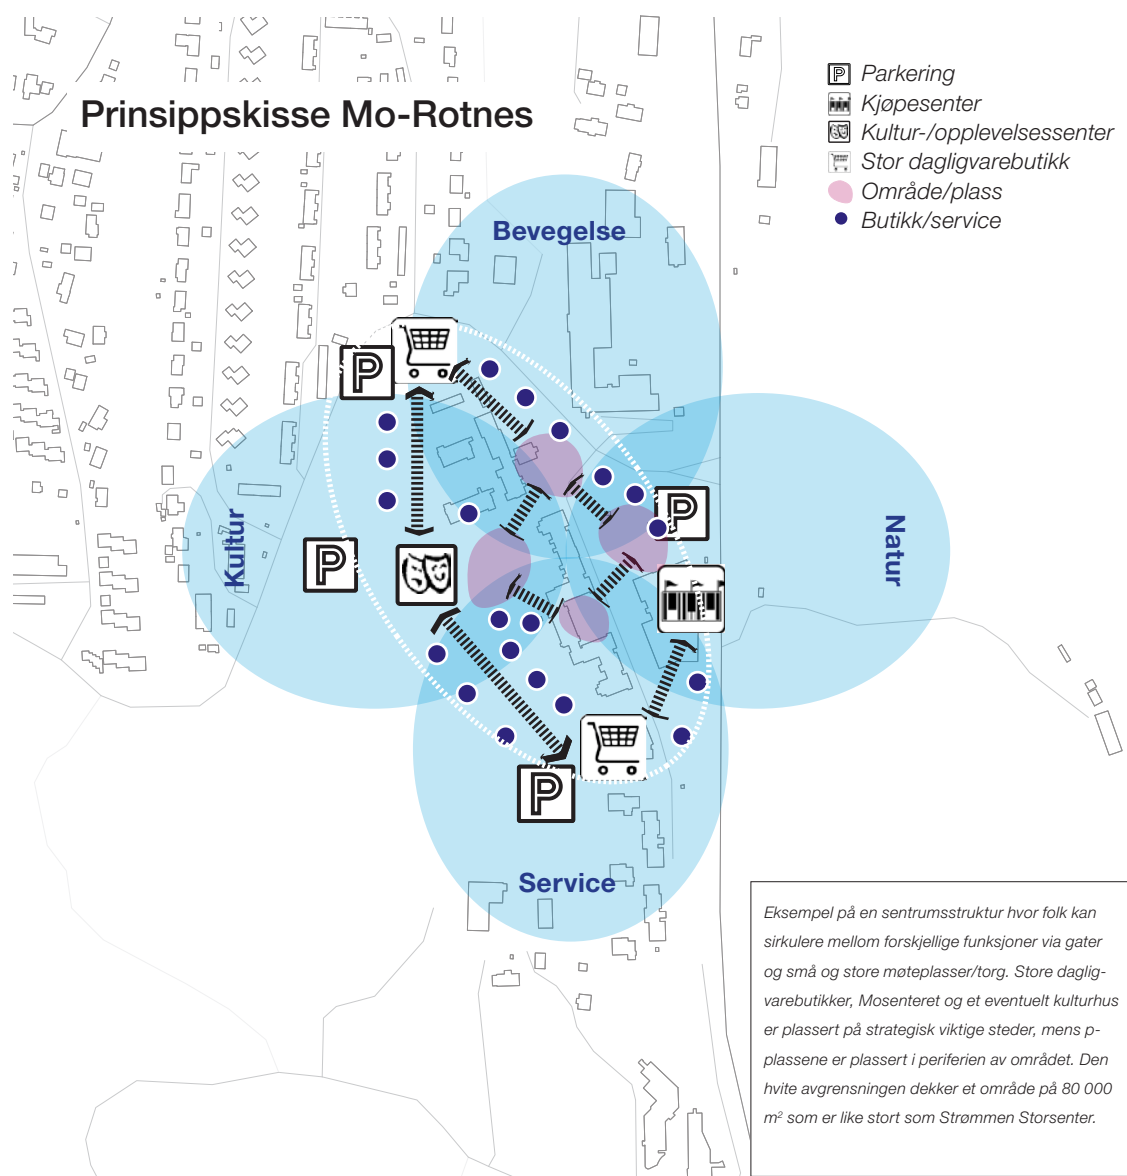 Prinsippskisse Mo-Rotnes
P Parkering
Kjøpesenter
Kultur-/opplevelsessenter
Stor dagligvarebutikk
Område/plass
Butikk/service
Bevegelse
P
P
Kultur
Natur
P
P
Service
Eksempel på en sentrumsstruktur hvor folk kan
sirkulere mellom forskjellige funksjoner via gater
og små og store møteplasser/torg. Store daglig-
varebutikker, Mosenteret og et eventuelt kulturhus
er plassert på strategisk viktige steder, mens p-
plassene er plassert i periferien av området. Den
hvite avgrensningen dekker et område på 80 000
m² som er like stort som Strømmen Storsenter.